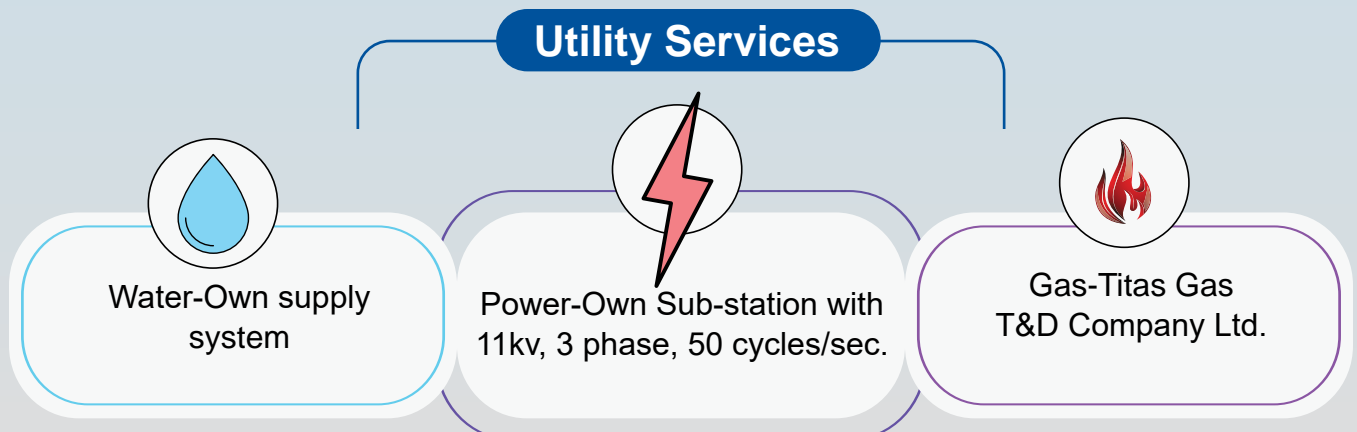 Utility Services
Water-Own supply
system
Power-Own Sub-station with
11kv, 3 phase, 50 cycles/sec.
Gas-Titas Gas
T&D Company Ltd.